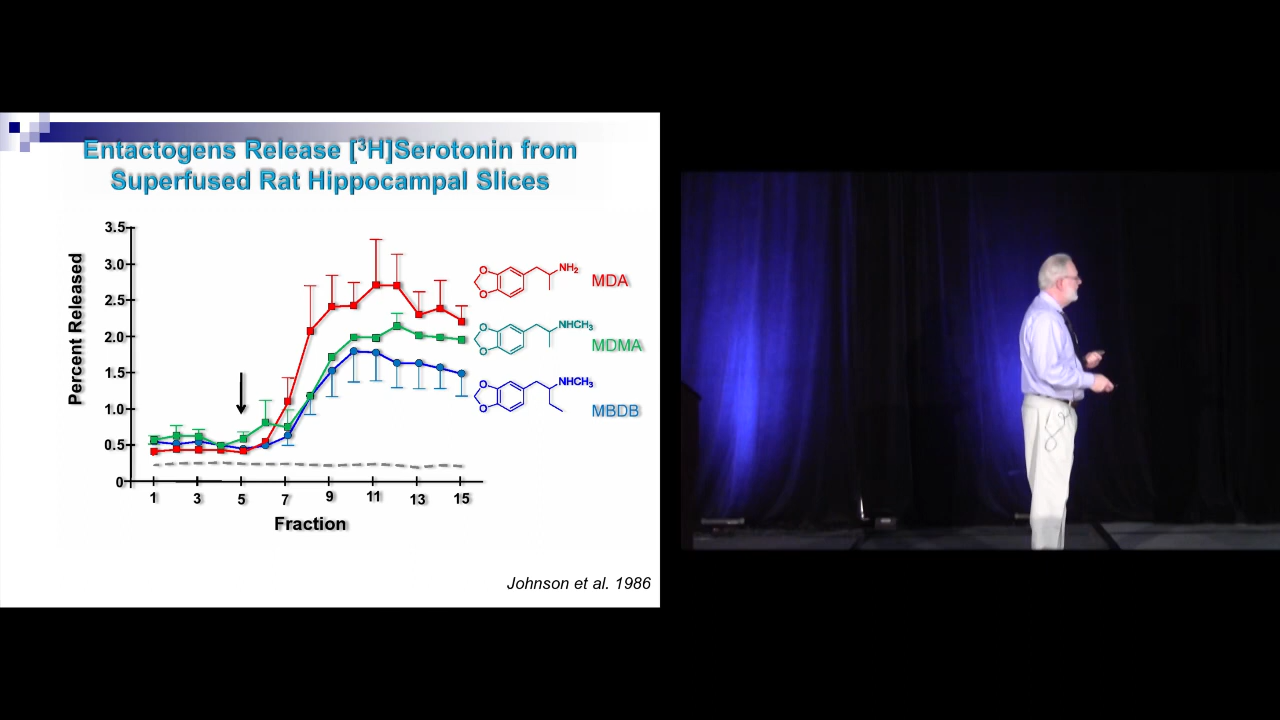 Entactogens Release [³H]Serotonin from
Superfused Rat Hippocampal Slices
Percent Released
3.5
3.0
2.5
2.0
1.5
1.0
0.5
0
1 3 5 7 9 11 13 15
Fraction
O
O
NH₂
MDA
O
O
NHCH₃
MDMA
O
O
NHCH₃
MBDB
Johnson et al. 1986